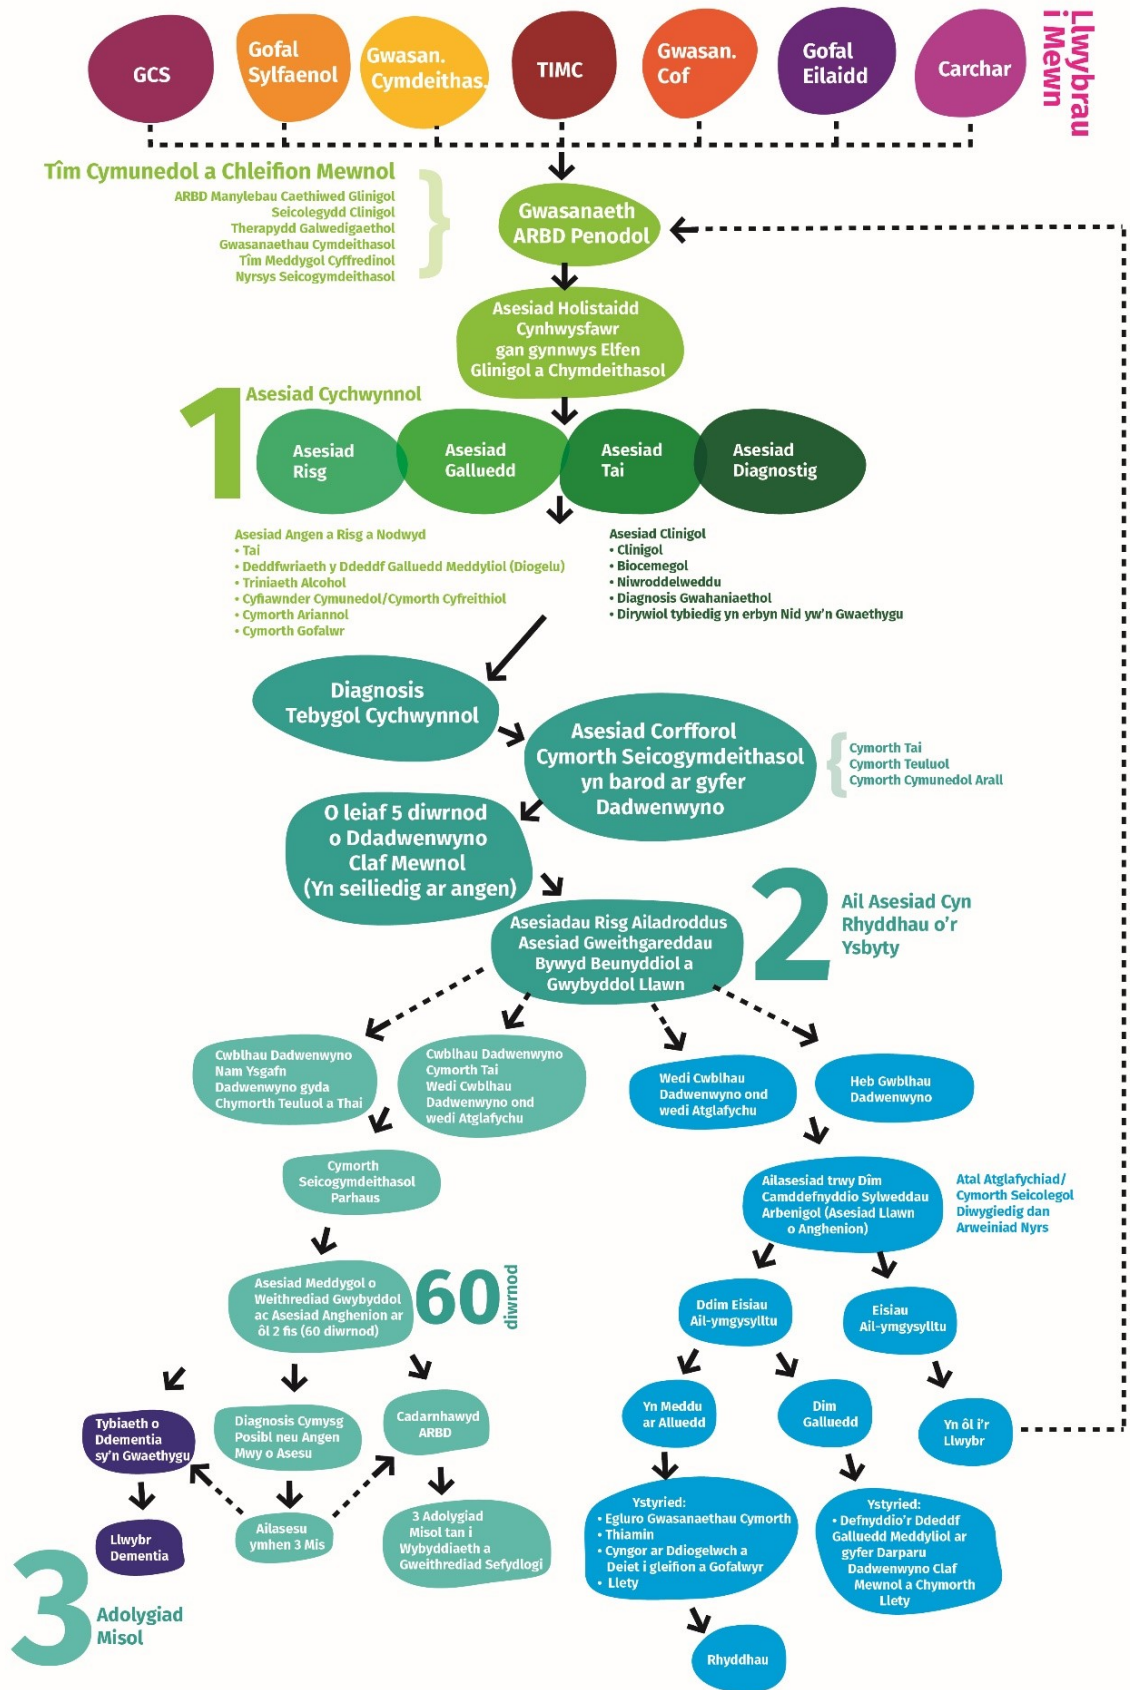 Llwybrau
i Mewn
GCS
Gofal
Sylfaenol
Gwasan.
Cymdeithas.
TIMC
Gwasan.
Cof
Gofal
Eilaidd
Carchar
Tîm Cymunedol a Chleifion Mewnol
ARBD Manylebau Caethiwed Glinigol
Seicolegydd Clinigol
Therapydd Galwedigaethol
Gwasanaethau Cymdeithasol
Tîm Meddygol Cyffredinol
Nyrsys Seicogymdeithasol
Gwasanaeth
ARBD Penodol
Asesiad Holistaidd
Cynhwysfawr
gan gynnwys Elfen
Glinigol a Chymdeithasol
1
Asesiad Cychwynnol
Asesiad
Risg
Asesiad
Galluedd
Asesiad
Tai
Asesiad
Diagnostig
Asesiad Angen a Risg a Nodwyd
• Tai
• Deddfwriaeth y Ddeddf Galluedd Meddyliol (Diogelu)
• Triniaeth Alcohol
• Cyfiawnder Cymunedol/Cymorth Cyfreithiol
• Cymorth Ariannol
• Cymorth Gofalwr
Asesiad Clinigol
• Clinigol
• Biocemegol
• Niwroddelweddu
• Diagnosis Gwahaniaethol
• Dirywiol tybiedig yn erbyn Nid yw'n Gwaethygu
Diagnosis
Tebygol Cychwynnol
Asesiad Corfforol
Cymorth Seicogymdeithasol
yn barod ar gyfer
Dadwenwyno
Cymorth Tai
Cymorth Teuluol
Cymorth Cymunedol Arall
O leiaf 5 diwrnod
o Ddadwenwyno
Claf Mewnol
(Yn seiliedig ar angen)
Asesiadau Risg Ailadroddus
Asesiad Gweithgareddau
Bywyd Beunyddiol a
Gwybyddol Llawn
2
Ail Asesiad Cyn
Rhyddhau o'r
Ysbyty
Cwblhau Dadwenwyno
Nam Ysgafn
Dadwenwyno gyda
Chymorth Teuluol a Thai
Cwblhau Dadwenwyno
Cymorth Tai
Wedi Cwblhau
Dadwenwyno ond
wedi Atglafychu
Wedi Cwblhau
Dadwenwyno ond
wedi Atglafychu
Heb Gwblhau
Dadwenwyno
Cymorth
Seicogymdeithasol
Parhaus
Ailasesiad trwy Dîm
Camddefnyddio Sylweddau
Arbenigol (Asesiad Llawn
o Anghenion)
Atal Atglafychiad/
Cymorth Seicolegol
Diwygiedig dan
Arweiniad Nyrs
Asesiad Meddygol o
Weithrediad Gwybyddol
ac Asesiad Anghenion ar
ôl 2 fis (60 diwrnod)
60
diwrnod
Ddim Eisiau
Ail-ymgysylltu
Eisiau
Ail-ymgysylltu
Tybiaeth o
Ddementia
sy'n Gwaethygu
Diagnosis Cymysg
Posibl neu Angen
Mwy o Asesu
Cadarnhawyd
ARBD
Yn Meddu
ar Alluedd
Dim
Galluedd
Yn ôl i'r
Llwybr
Llwybr
Dementia
Ailasesu
ymhen 3 Mis
3 Adolygiad
Misol tan i
Wybyddiaeth a
Gweithrediad Sefydlogi
Ystyried:
• Egluro Gwasanaethau Cymorth
• Thiamin
• Cyngor ar Ddiogelwch a
Deiet i gleifion a Gofalwyr
• Llety
Ystyried:
• Defnyddio'r Ddeddf
Galluedd Meddyliol ar
gyfer Darparu
Dadwenwyno Claf
Mewnol a Chymorth
Llety
3
Adolygiad
Misol
Rhyddhau